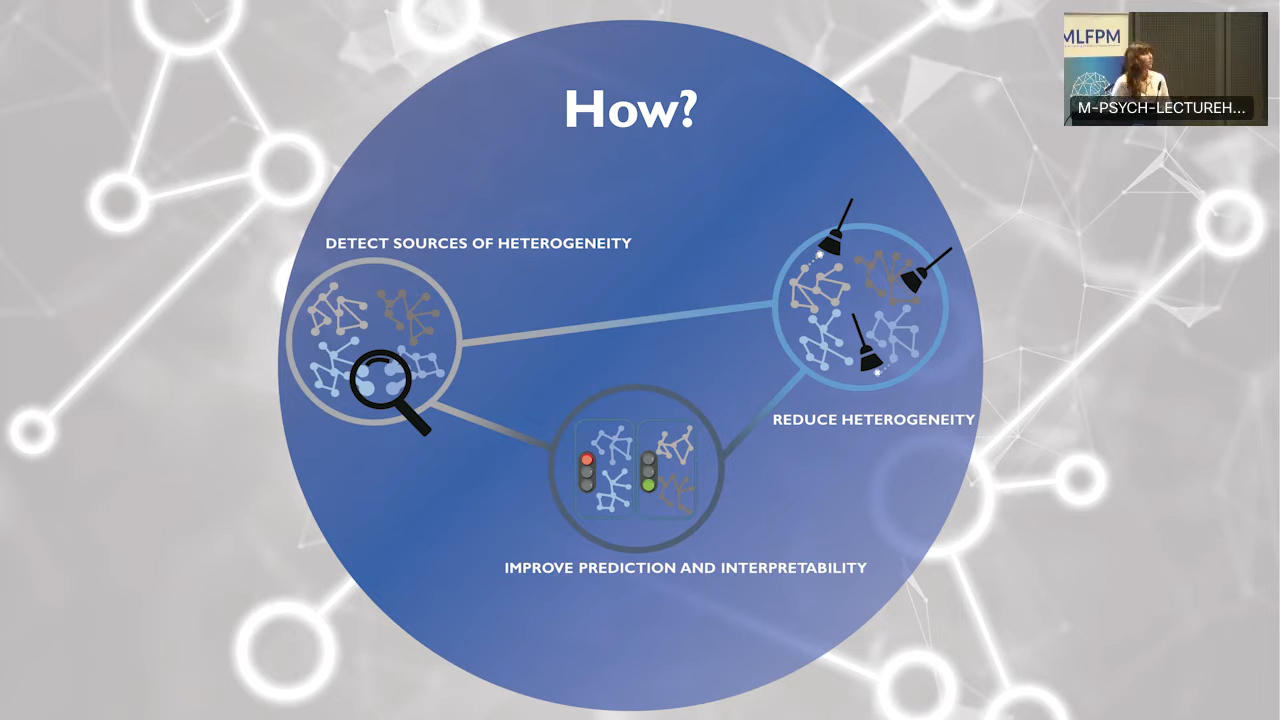 How?
MLFPM
M-PSYCH-LECTUREH...
DETECT SOURCES OF HETEROGENEITY
REDUCE HETEROGENEITY
IMPROVE PREDICTION AND INTERPRETABILITY